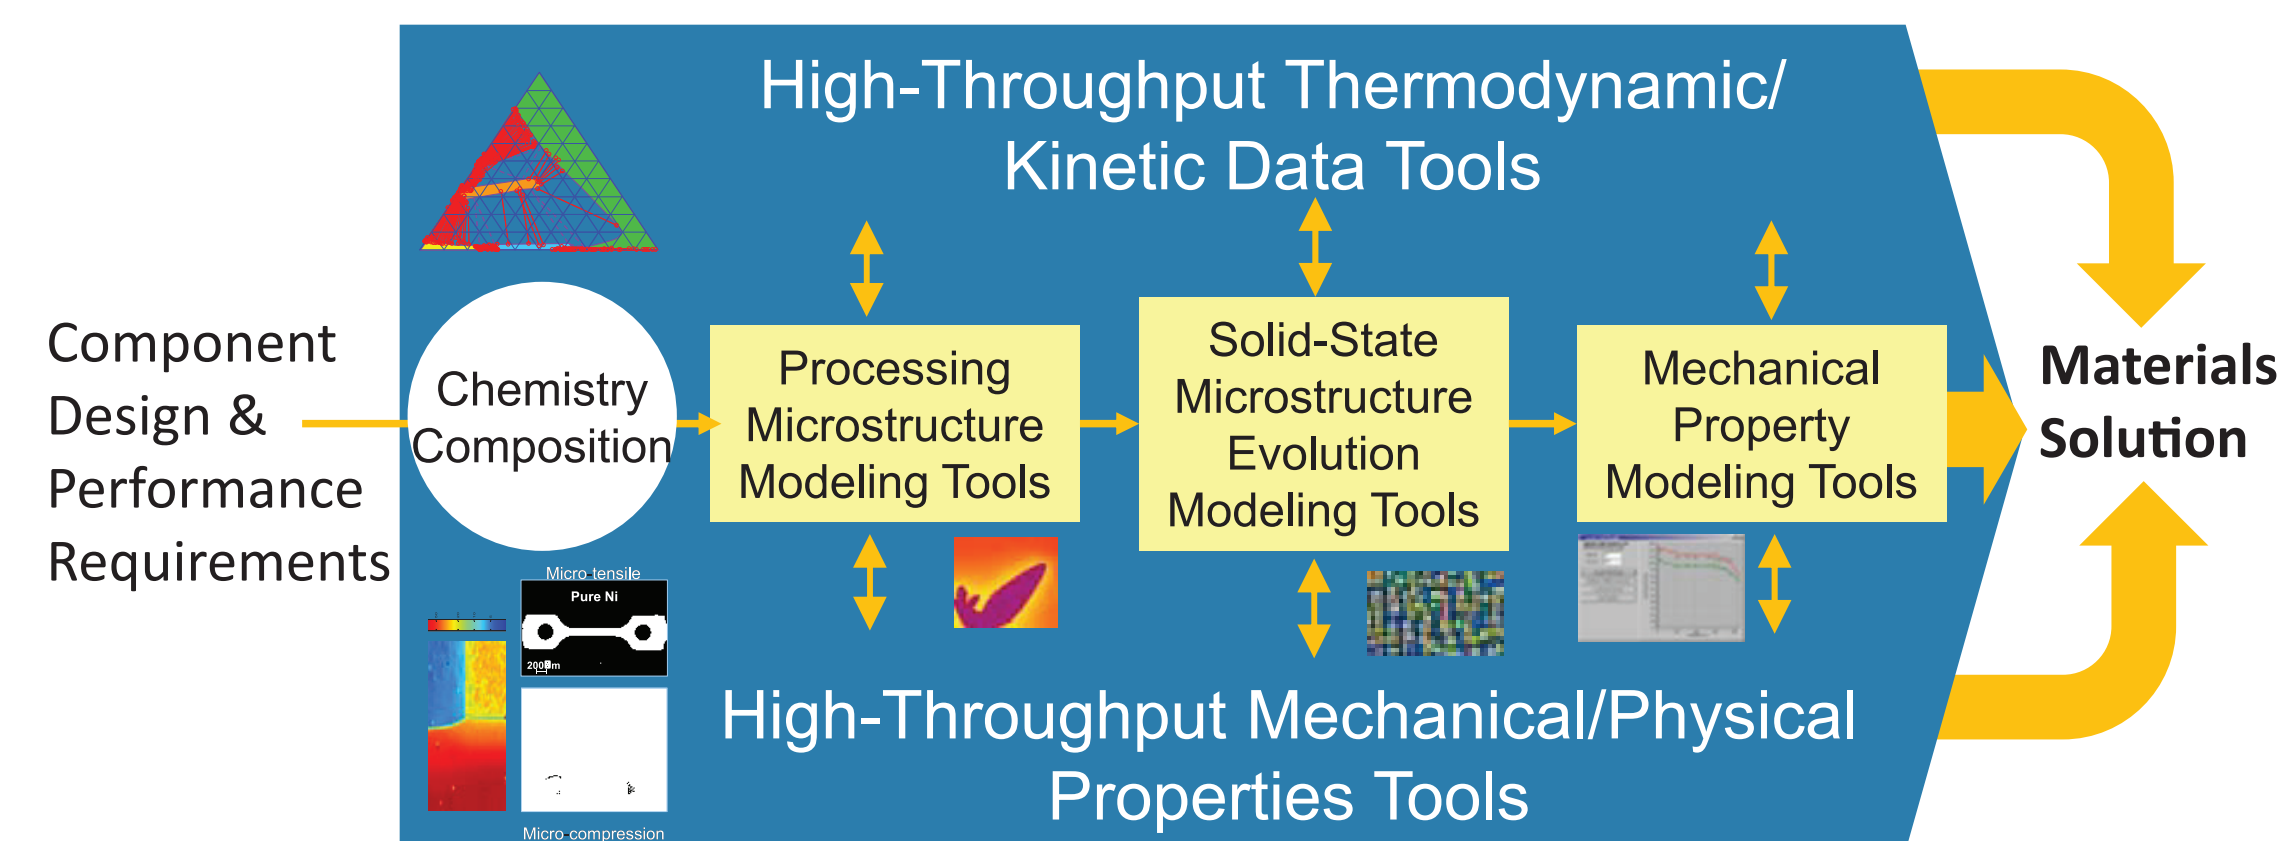 High-Throughput Thermodynamic/
Kinetic Data Tools
Component
Design &
Performance
Requirements
Chemistry
Composition
Processing
Microstructure
Modeling Tools
Solid-State
Microstructure
Evolution
Modeling Tools
Mechanical
Property
Modeling Tools
Materials
Solution
Micro-tensile
Pure Ni
Micro-compression
High-Throughput Mechanical/Physical
Properties Tools